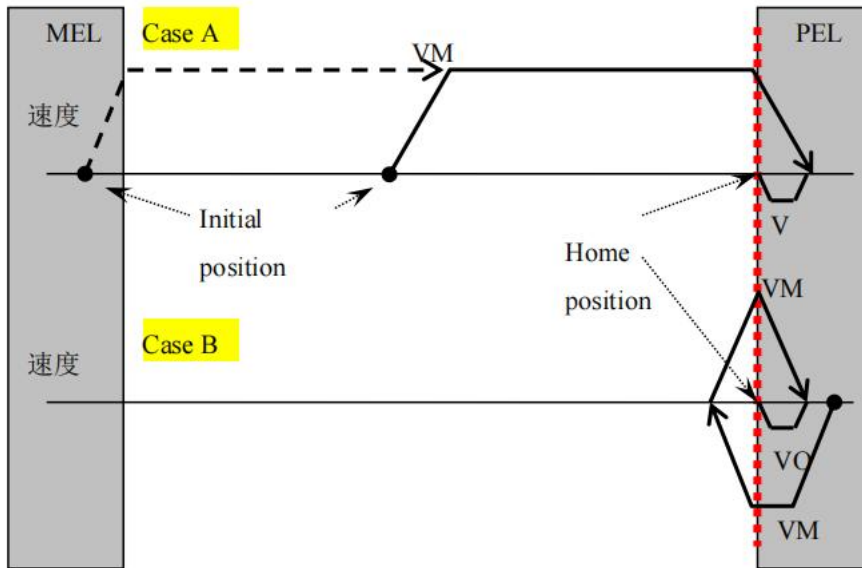 MEL
Case A
VM
PEL
速度
Initial
position
V
Home
position
VM
Case B
速度
VO
VM